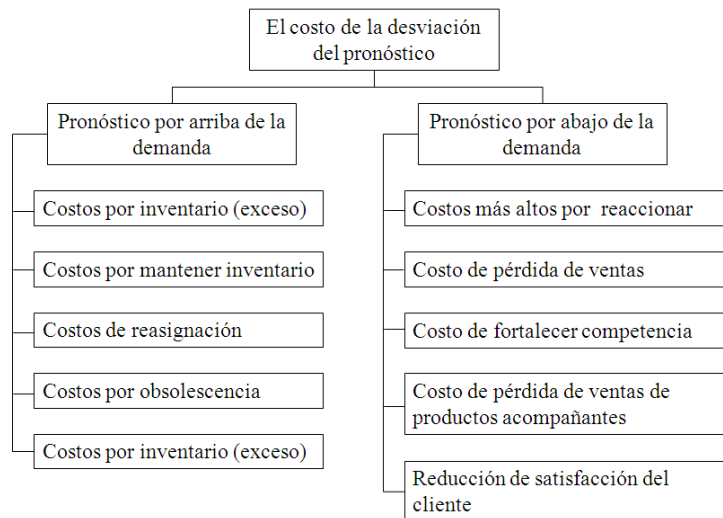 El costo de la desviación
del pronóstico
Pronóstico por arriba de la
demanda
Costos por inventario (exceso)
Costos por mantener inventario
Costos de reasignación
Costos por obsolescencia
Costos por inventario (exceso)
Pronóstico por abajo de la
demanda
Costos más altos por reaccionar
Costo de pérdida de ventas
Costo de fortalecer competencia
Costo de pérdida de ventas de
productos acompañantes
Reducción de satisfacción del
cliente